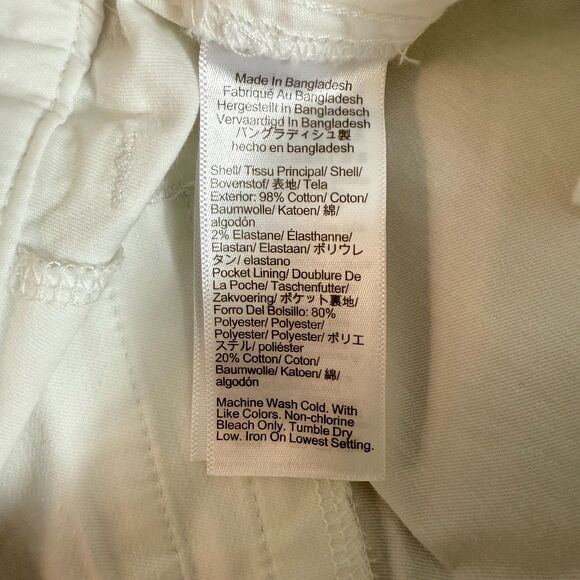 Made In Bangladesh
Fabriqué Au Bangladesh
Hergestellt in Bangladesch
Vervaardigd In Bangladesh
バングラディシュ製
hecho en bangladesh
Shell/ Tissu Principal/ Shell/
Bovenstof/ 表地/ Tela
Exterior: 98% Cotton/ Coton/
Baumwolle/ Katoen/ 綿/
algodón
2% Elastane/ Élasthanne/
Elastan/ Elastaan/ ポリウレ
タン/ elastano
Pocket Lining/ Doublure De
La Poche/ Taschenfutter/
Zakvoering/ ポケット裏地/
Forro Del Bolsillo: 80%
Polyester/ Polyester/
Polyester/ Polyester/ ポリエ
ステル/ poliéster
20% Cotton/ Coton/
Baumwolle/ Katoen/ 綿/
algodón
Machine Wash Cold. With
Like Colors. Non-chlorine
Bleach Only. Tumble Dry
Low. Iron On Lowest Setting.